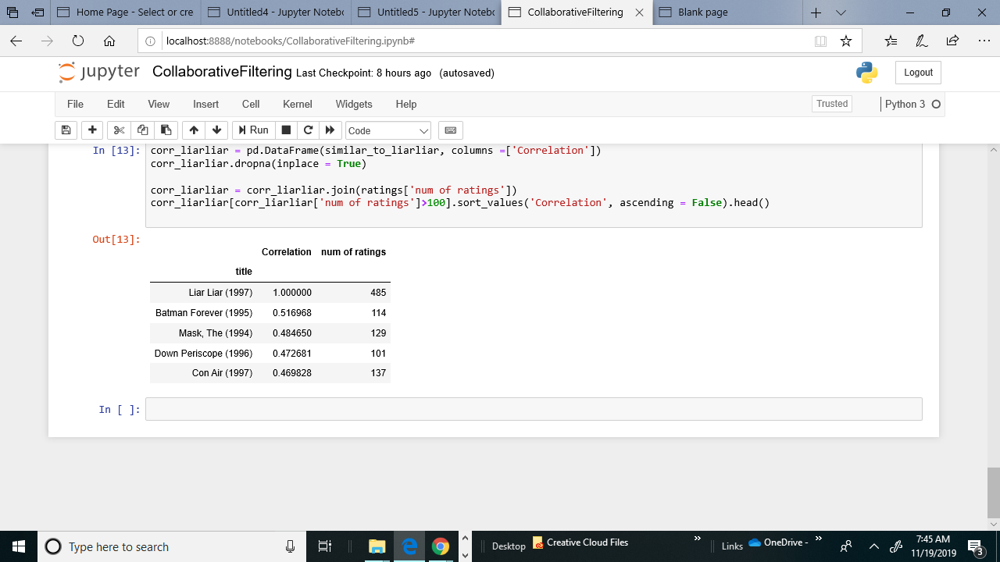 Home Page - Select or cre
Untitled4 - Jupyter Notebo
Untitled5 - Jupyter Notebo
CollaborativeFiltering
Blank page
localhost:8888/notebooks/CollaborativeFiltering.ipynb#
jupyter CollaborativeFiltering Last Checkpoint: 8 hours ago (autosaved)
Logout
File Edit View Insert Cell Kernel Widgets Help
Trusted
Python 3
Run
Code
In [13]:
corr_liarliar = pd.DataFrame(similar_to_liarliar, columns =['Correlation'])
corr_liarliar.dropna(inplace = True)
corr_liarliar = corr_liarliar.join(ratings['num of ratings'])
corr_liarliar[corr_liarliar['num of ratings']>100].sort_values('Correlation', ascending = False).head()
Out[13]:
Correlation num of ratings
title
Liar Liar (1997) 1.000000 485
Batman Forever (1995) 0.516968 114
Mask, The (1994) 0.484650 129
Down Periscope (1996) 0.472681 101
Con Air (1997) 0.469828 137
In [ ]:
Type here to search
Desktop
Creative Cloud Files
»
Links
OneDrive -
»
7:45 AM
11/19/2019
3